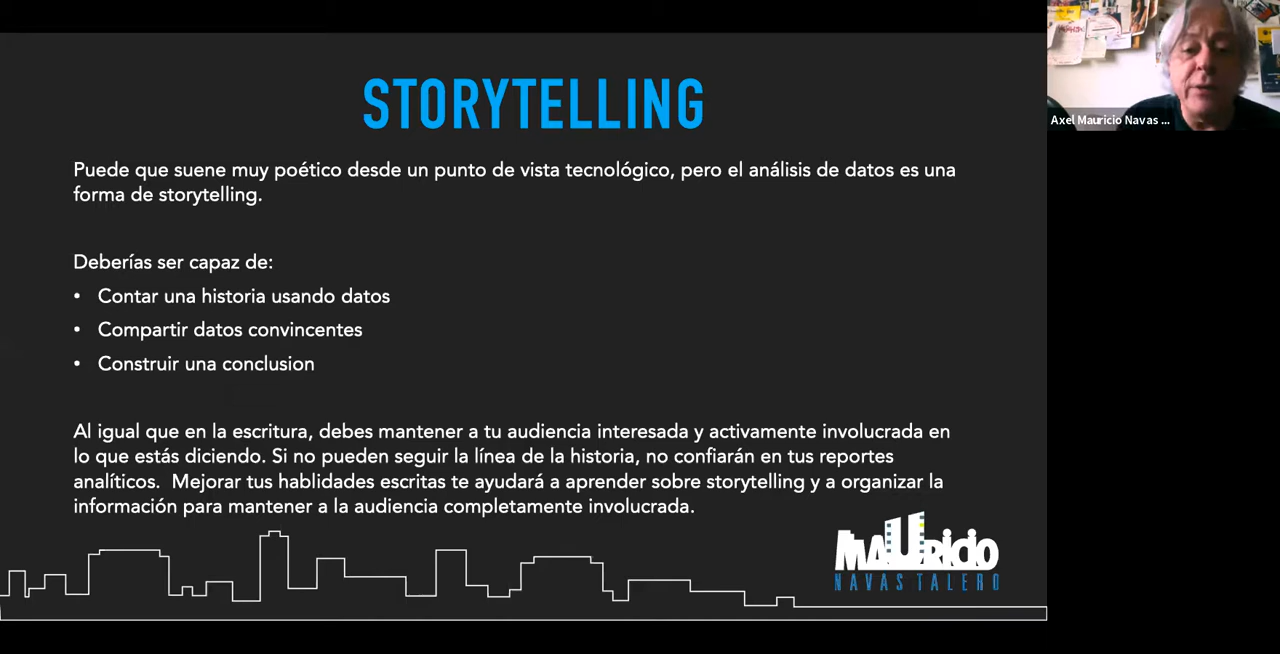 STORYTELLING
Puede que suene muy poético desde un punto de vista tecnológico, pero el análisis de datos es una
forma de storytelling.
Deberías ser capaz de:
• Contar una historia usando datos
• Compartir datos convincentes
• Construir una conclusion
Al igual que en la escritura, debes mantener a tu audiencia interesada y activamente involucrada en
lo que estás diciendo. Si no pueden seguir la línea de la historia, no confiarán en tus reportes
analíticos. Mejorar tus hablidades escritas te ayudará a aprender sobre storytelling y a organizar la
información para mantener a la audiencia completamente involucrada.
MAURICIO
NAVAS TALERO
Axel Mauricio Navas ...